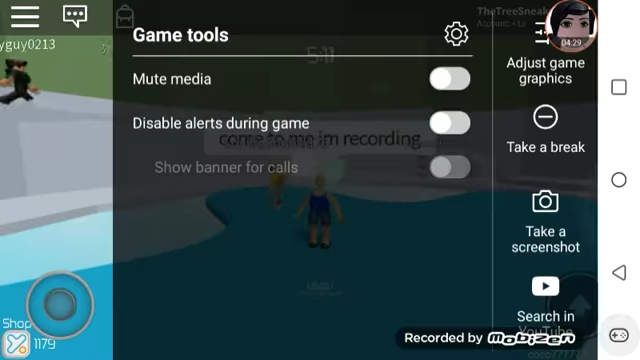 TheTreeSneak
Account: <13
yguy0213
Game tools
5:11
04:29
Mute media
Adjust game
graphics
Disable alerts during game
come to me im recording
Take a break
Show banner for calls
Take a
screenshot
Search in
YouTube
Shop
1179
Recorded by mobizen